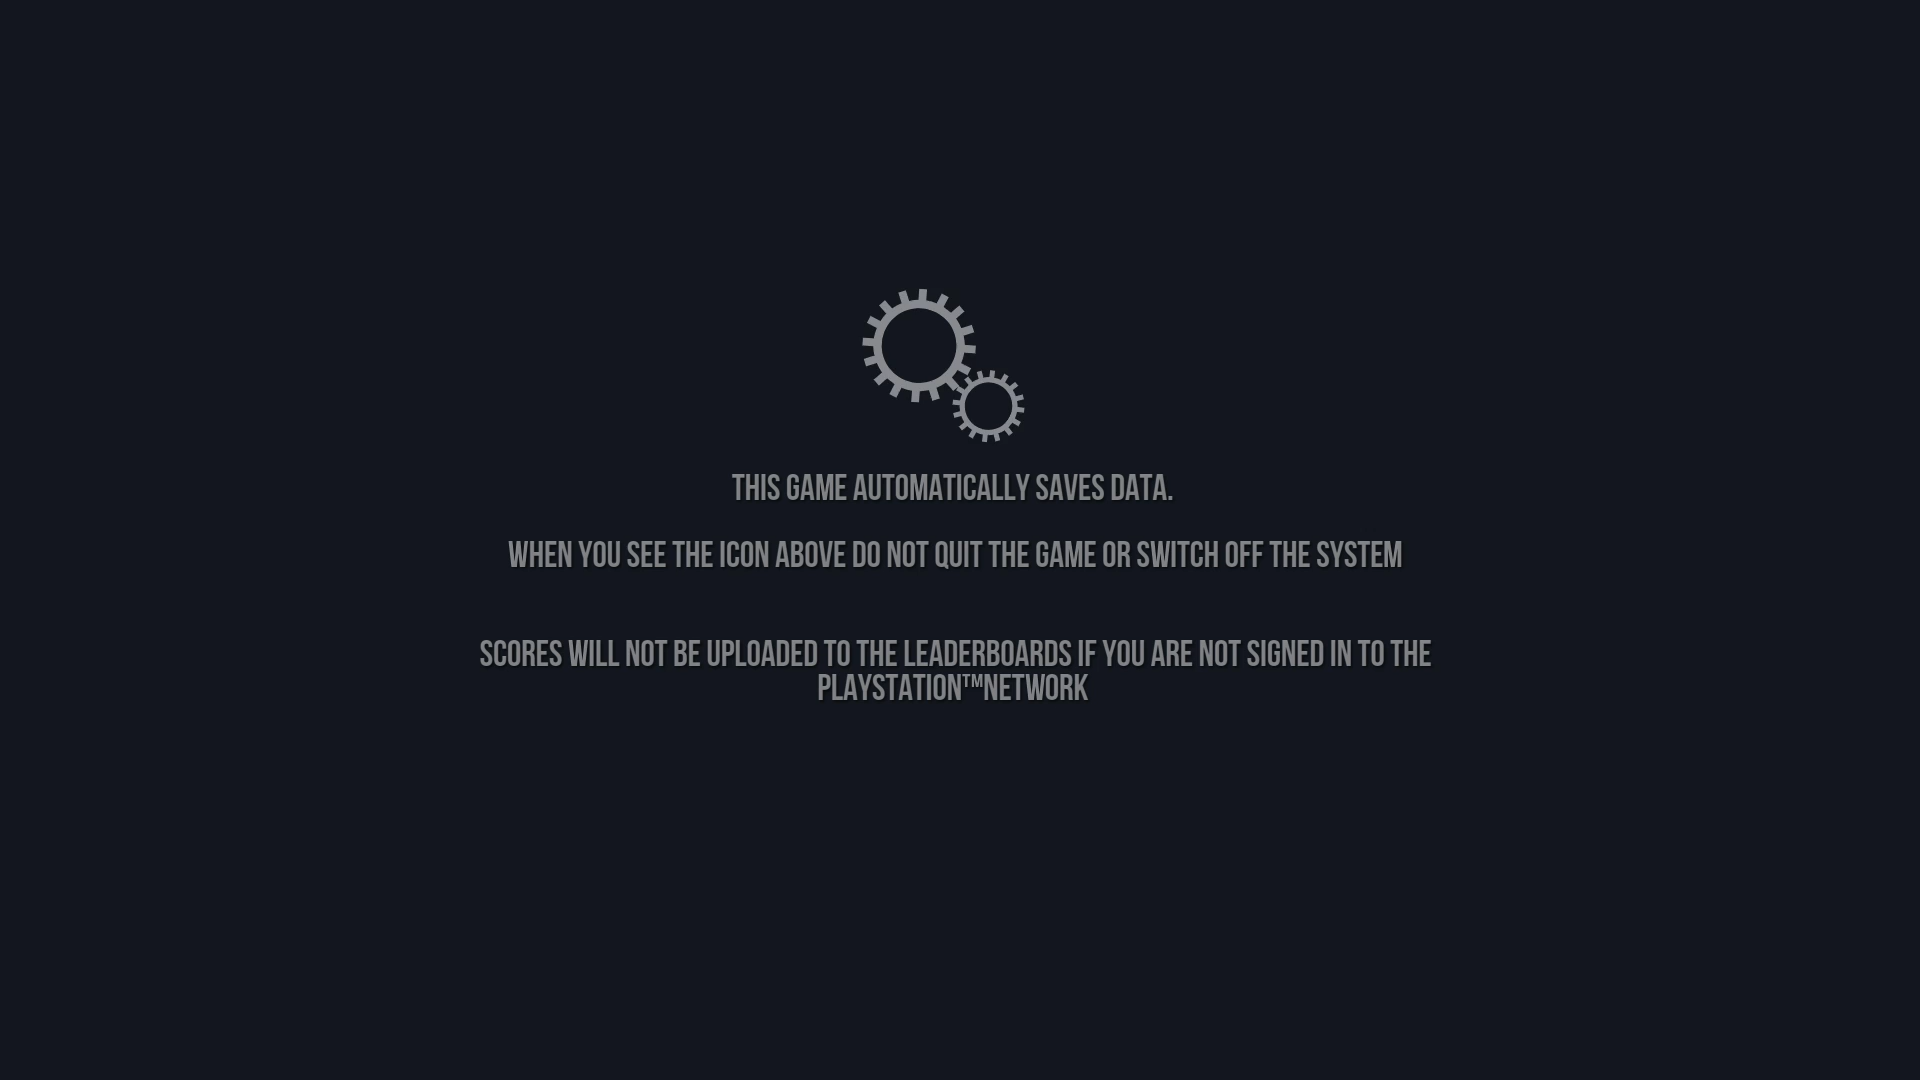 THIS GAME AUTOMATICALLY SAVES DATA.
WHEN YOU SEE THE ICON ABOVE DO NOT QUIT THE GAME OR SWITCH OFF THE SYSTEM
SCORES WILL NOT BE UPLOADED TO THE LEADERBOARDS IF YOU ARE NOT SIGNED IN TO THE
PLAYSTATION™NETWORK